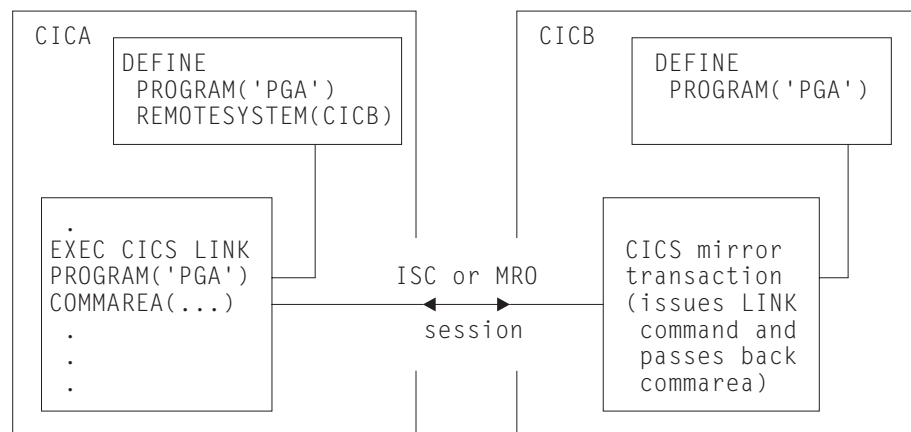 CICA
DEFINE
PROGRAM('PGA')
REMOTESYSTEM(CICB)
.
EXEC CICS LINK
PROGRAM('PGA')
COMMAREA(...)
.
.
.
ISC or MRO
session
CICB
DEFINE
PROGRAM('PGA')
CICS mirror
transaction
(issues LINK
command and
passes back
commarea)